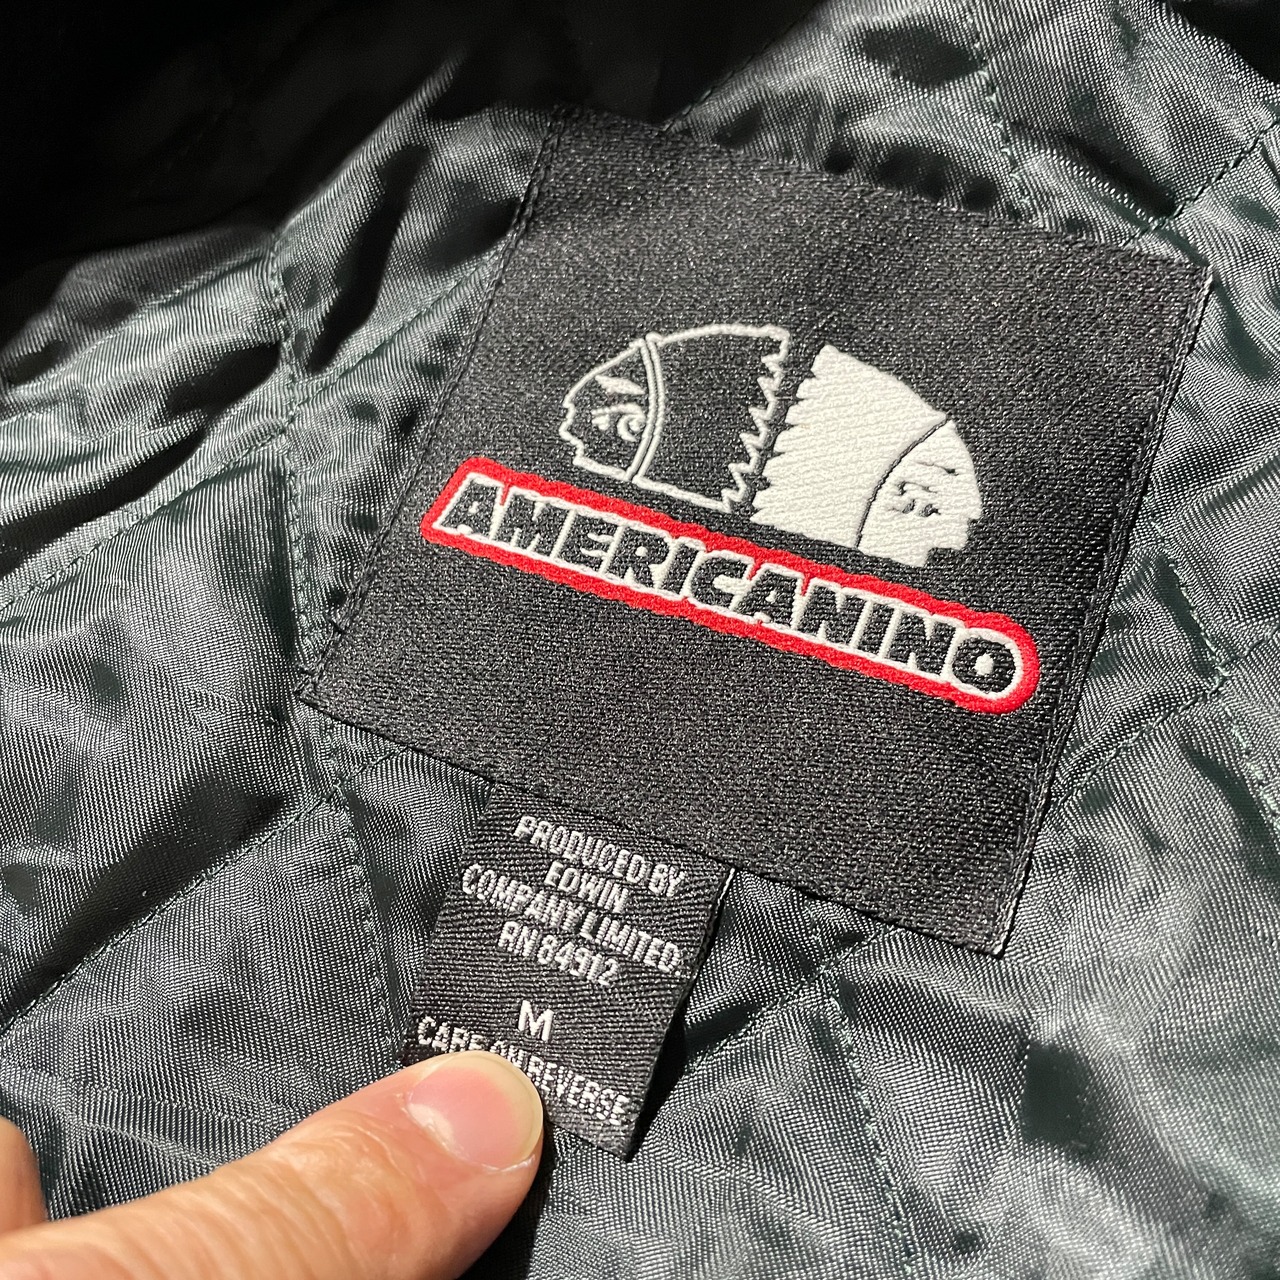 AMERICANINO
PRODUCED BY
EDWIN
COMPANY LIMITED.
RN 84912
M
CARE ON REVERSE